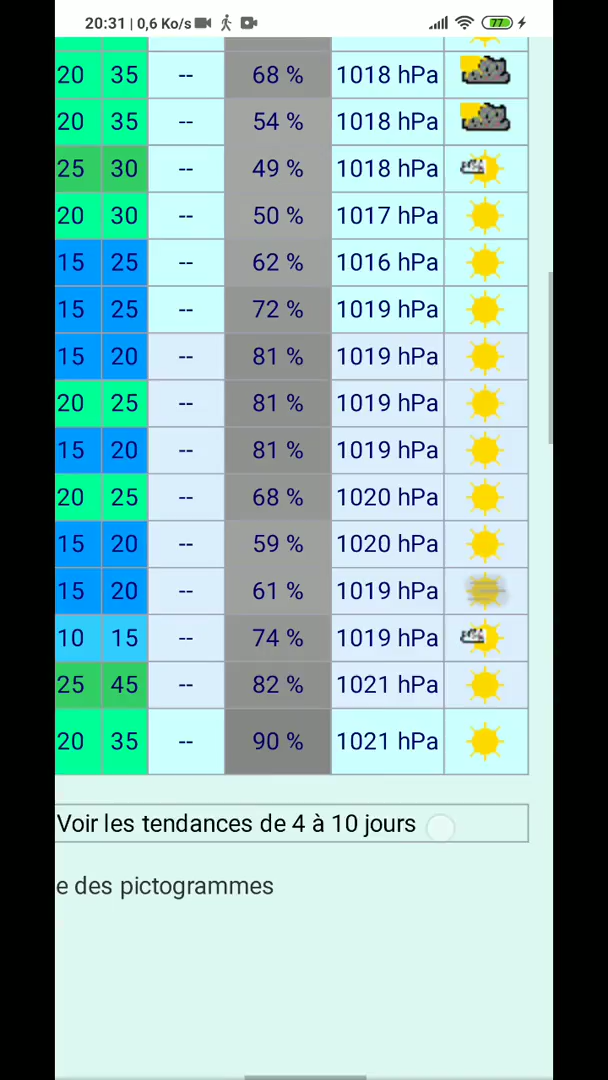 20:31 | 0,6 Ko/s 77
20 35 -- 68 % 1018 hPa
20 35 -- 54 % 1018 hPa
25 30 -- 49 % 1018 hPa
20 30 -- 50 % 1017 hPa
15 25 -- 62 % 1016 hPa
15 25 -- 72 % 1019 hPa
15 20 -- 81 % 1019 hPa
20 25 -- 81 % 1019 hPa
15 20 -- 81 % 1019 hPa
20 25 -- 68 % 1020 hPa
15 20 -- 59 % 1020 hPa
15 20 -- 61 % 1019 hPa
10 15 -- 74 % 1019 hPa
25 45 -- 82 % 1021 hPa
20 35 -- 90 % 1021 hPa
Voir les tendances de 4 à 10 jours
e des pictogrammes